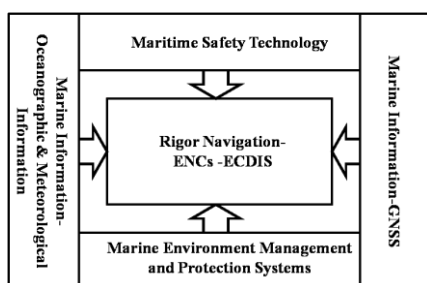 Maritime Safety Technology
Marine Information-
Oceanographic & Meteorological
Information
Rigor Navigation-
ENCs -ECDIS
Marine Information-GNSS
Marine Environment Management
and Protection Systems